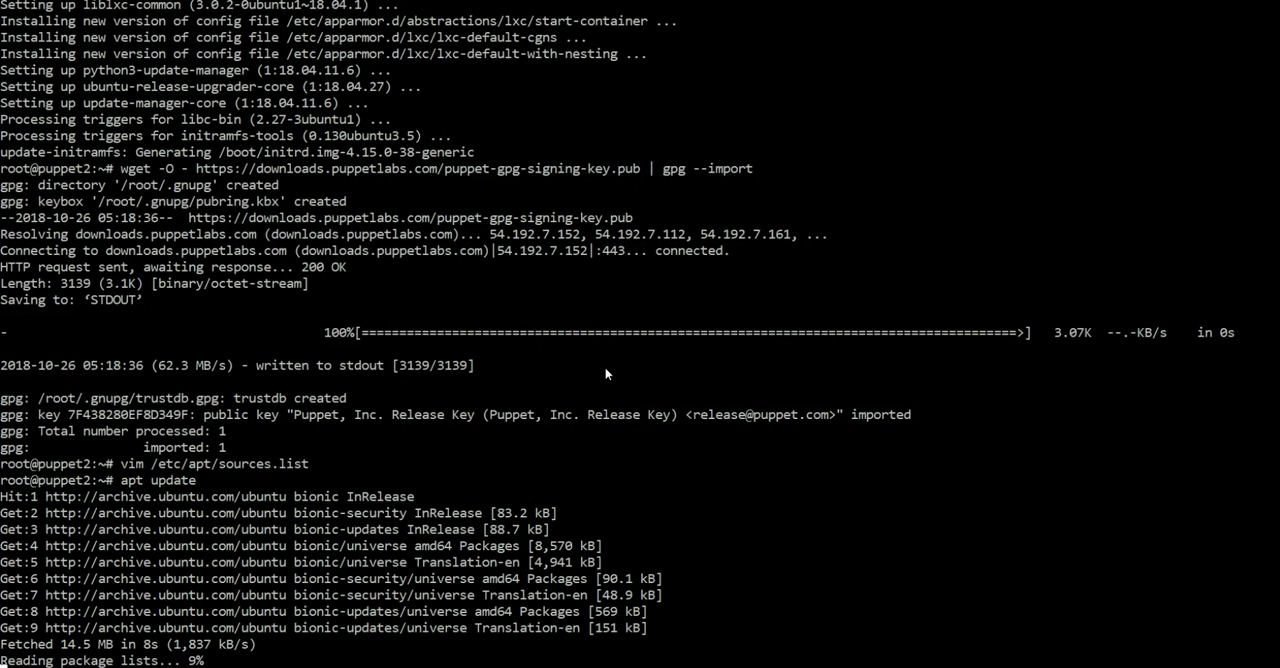 Setting up liblxc-common (3.0.2-0ubuntu1~18.04.1) ...
Installing new version of config file /etc/apparmor.d/abstractions/lxc/start-container ...
Installing new version of config file /etc/apparmor.d/lxc/lxc-default-cgns ...
Installing new version of config file /etc/apparmor.d/lxc/lxc-default-with-nesting ...
Setting up python3-update-manager (1:18.04.11.6) ...
Setting up ubuntu-release-upgrader-core (1:18.04.27) ...
Setting up update-manager-core (1:18.04.11.6) ...
Processing triggers for libc-bin (2.27-3ubuntu1) ...
Processing triggers for initramfs-tools (0.130ubuntu3.5) ...
update-initramfs: Generating /boot/initrd.img-4.15.0-38-generic
root@puppet2:~# wget -O - https://downloads.puppetlabs.com/puppet-gpg-signing-key.pub | gpg --import
gpg: directory '/root/.gnupg' created
gpg: keybox '/root/.gnupg/pubring.kbx' created
--2018-10-26 05:18:36--  https://downloads.puppetlabs.com/puppet-gpg-signing-key.pub
Resolving downloads.puppetlabs.com (downloads.puppetlabs.com)... 54.192.7.152, 54.192.7.112, 54.192.7.161, ...
Connecting to downloads.puppetlabs.com (downloads.puppetlabs.com)|54.192.7.152|:443... connected.
HTTP request sent, awaiting response... 200 OK
Length: 3139 (3.1K) [binary/octet-stream]
Saving to: ‘STDOUT’
- 100%[========================================================================================>] 3.07K --.-KB/s in 0s
2018-10-26 05:18:36 (62.3 MB/s) - written to stdout [3139/3139]
gpg: /root/.gnupg/trustdb.gpg: trustdb created
gpg: key 7F438280EF8D349F: public key "Puppet, Inc. Release Key (Puppet, Inc. Release Key) <release@puppet.com>" imported
gpg: Total number processed: 1
gpg:               imported: 1
root@puppet2:~# vim /etc/apt/sources.list
root@puppet2:~# apt update
Hit:1 http://archive.ubuntu.com/ubuntu bionic InRelease
Get:2 http://archive.ubuntu.com/ubuntu bionic-security InRelease [83.2 kB]
Get:3 http://archive.ubuntu.com/ubuntu bionic-updates InRelease [88.7 kB]
Get:4 http://archive.ubuntu.com/ubuntu bionic/universe amd64 Packages [8,570 kB]
Get:5 http://archive.ubuntu.com/ubuntu bionic/universe Translation-en [4,941 kB]
Get:6 http://archive.ubuntu.com/ubuntu bionic-security/universe amd64 Packages [90.1 kB]
Get:7 http://archive.ubuntu.com/ubuntu bionic-security/universe Translation-en [48.9 kB]
Get:8 http://archive.ubuntu.com/ubuntu bionic-updates/universe amd64 Packages [569 kB]
Get:9 http://archive.ubuntu.com/ubuntu bionic-updates/universe Translation-en [151 kB]
Fetched 14.5 MB in 8s (1,837 kB/s)
Reading package lists... 9%